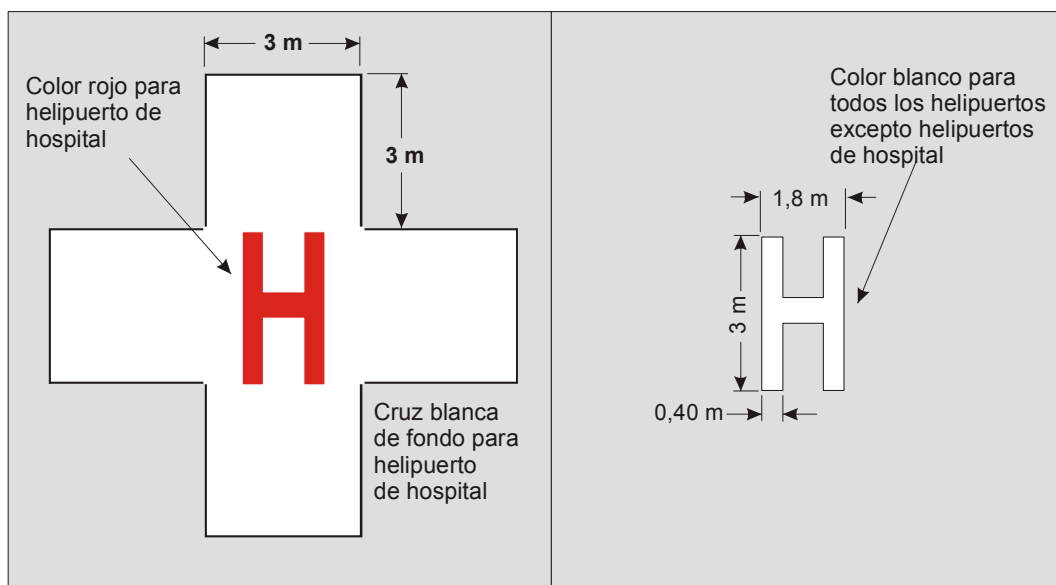 3 m
Color rojo para
helipuerto de
hospital
3 m
H
Cruz blanca
de fondo para
helipuerto
de hospital
Color blanco para
todos los helipuertos
excepto helipuertos
de hospital
1,8 m
3 m
H
0,40 m